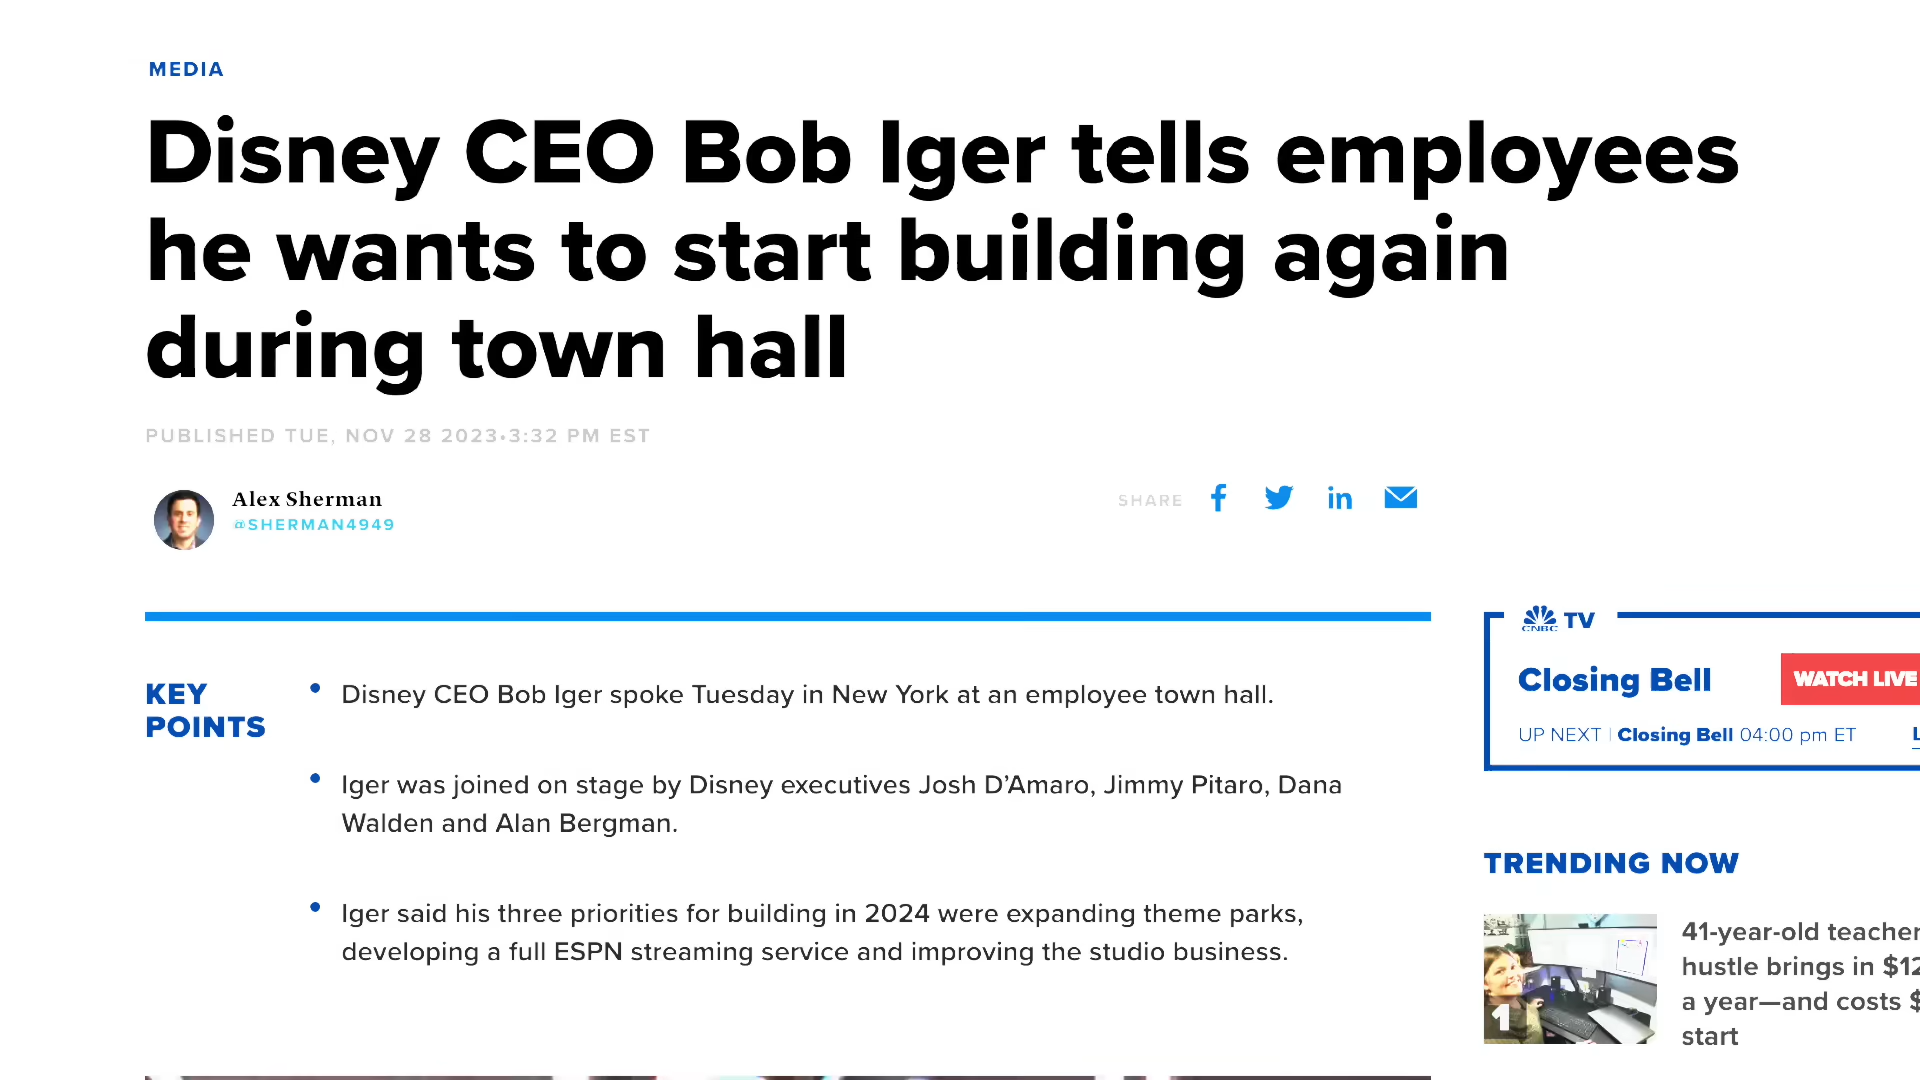 MEDIA
Disney CEO Bob Iger tells employees
he wants to start building again
during town hall
PUBLISHED TUE, NOV 28 2023•3:32 PM EST
Alex Sherman
@SHERMAN4949
SHARE
KEY
POINTS
• Disney CEO Bob Iger spoke Tuesday in New York at an employee town hall.
• Iger was joined on stage by Disney executives Josh D’Amaro, Jimmy Pitaro, Dana
Walden and Alan Bergman.
• Iger said his three priorities for building in 2024 were expanding theme parks,
developing a full ESPN streaming service and improving the studio business.
CNBC TV
Closing Bell
WATCH LIVE
UP NEXT | Closing Bell 04:00 pm ET
TRENDING NOW
1
41-year-old teacher
hustle brings in $12
a year—and costs $
start